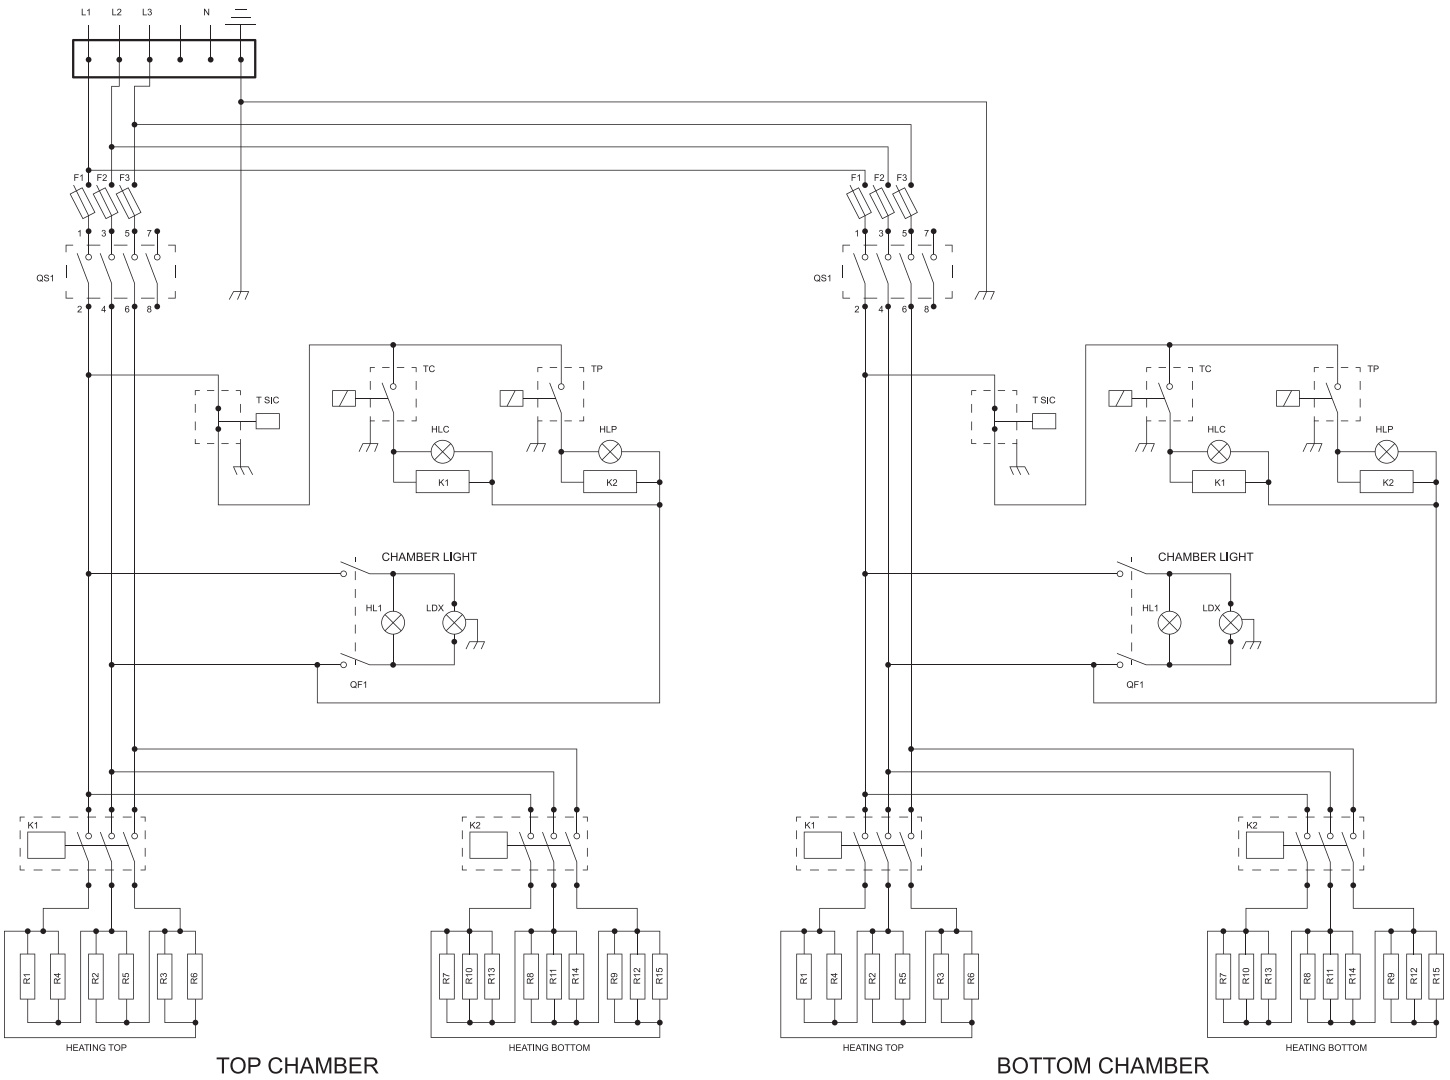 L1 L2 L3 N
F1 F2 F3 F1 F2 F3
1 3 5 7 1 3 5 7
QS1 QS1
2 4 6 8 2 4 6 8
TC TP TC TP
T SIC T SIC
HLC HLP HLC HLP
K1 K2 K1 K2
CHAMBER LIGHT CHAMBER LIGHT
HL1 LDX HL1 LDX
QF1 QF1
K1 K2 K1 K2
R1 R4 R2 R5 R3 R6 R7 R10 R13 R8 R11 R14 R9 R12 R15 R1 R4 R2 R5 R3 R6 R7 R10 R13 R8 R11 R14 R9 R12 R15
HEATING TOP HEATING BOTTOM HEATING TOP HEATING BOTTOM
TOP CHAMBER BOTTOM CHAMBER